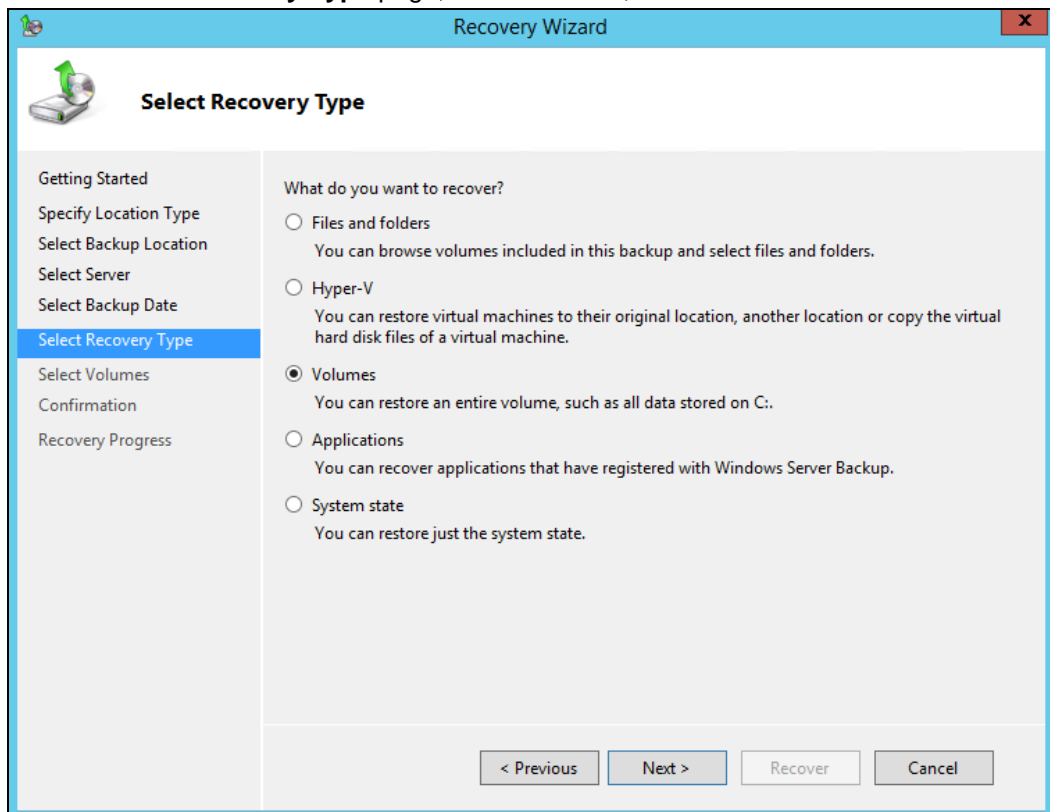 Recovery Wizard
X
Select Recovery Type
Getting Started
Specify Location Type
Select Backup Location
Select Server
Select Backup Date
Select Recovery Type
Select Volumes
Confirmation
Recovery Progress
What do you want to recover?
Files and folders
You can browse volumes included in this backup and select files and folders.
Hyper-V
You can restore virtual machines to their original location, another location or copy the virtual
hard disk files of a virtual machine.
Volumes
You can restore an entire volume, such as all data stored on C:.
Applications
You can recover applications that have registered with Windows Server Backup.
System state
You can restore just the system state.
< Previous
Next >
Recover
Cancel